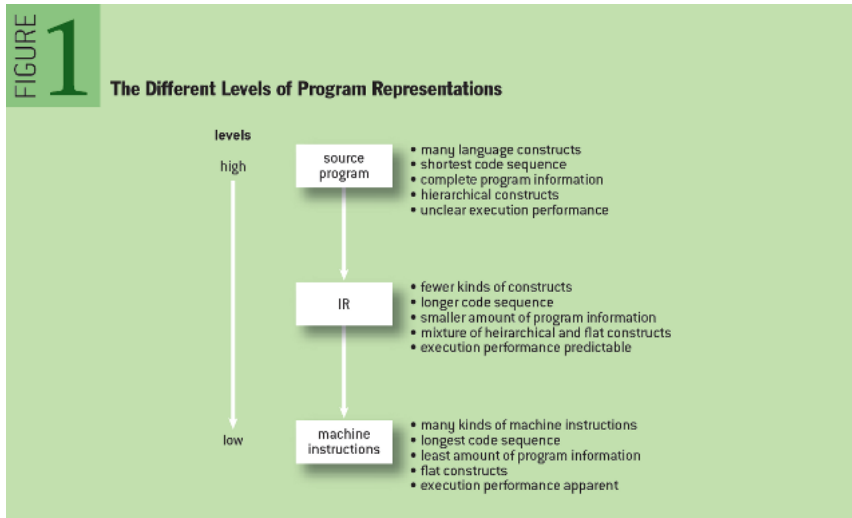 FIGURE 1
The Different Levels of Program Representations
levels
high
source
program
• many language constructs
• shortest code sequence
• complete program information
• hierarchical constructs
• unclear execution performance
IR
• fewer kinds of constructs
• longer code sequence
• smaller amount of program information
• mixture of heirarchical and flat constructs
• execution performance predictable
low
machine
instructions
• many kinds of machine instructions
• longest code sequence
• least amount of program information
• flat constructs
• execution performance apparent